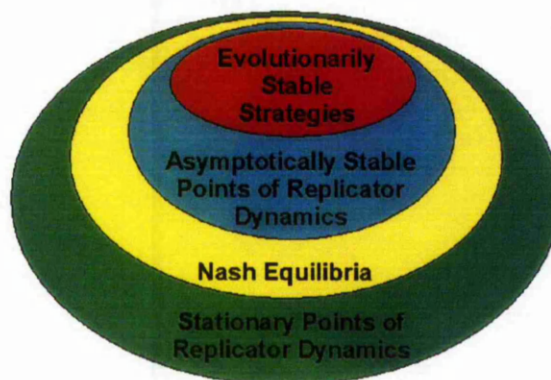 Evolutionarily
Stable
Strategies
Asymptotically Stable
Points of Replicator
Dynamics
Nash Equilibria
Stationary Points of
Replicator Dynamics